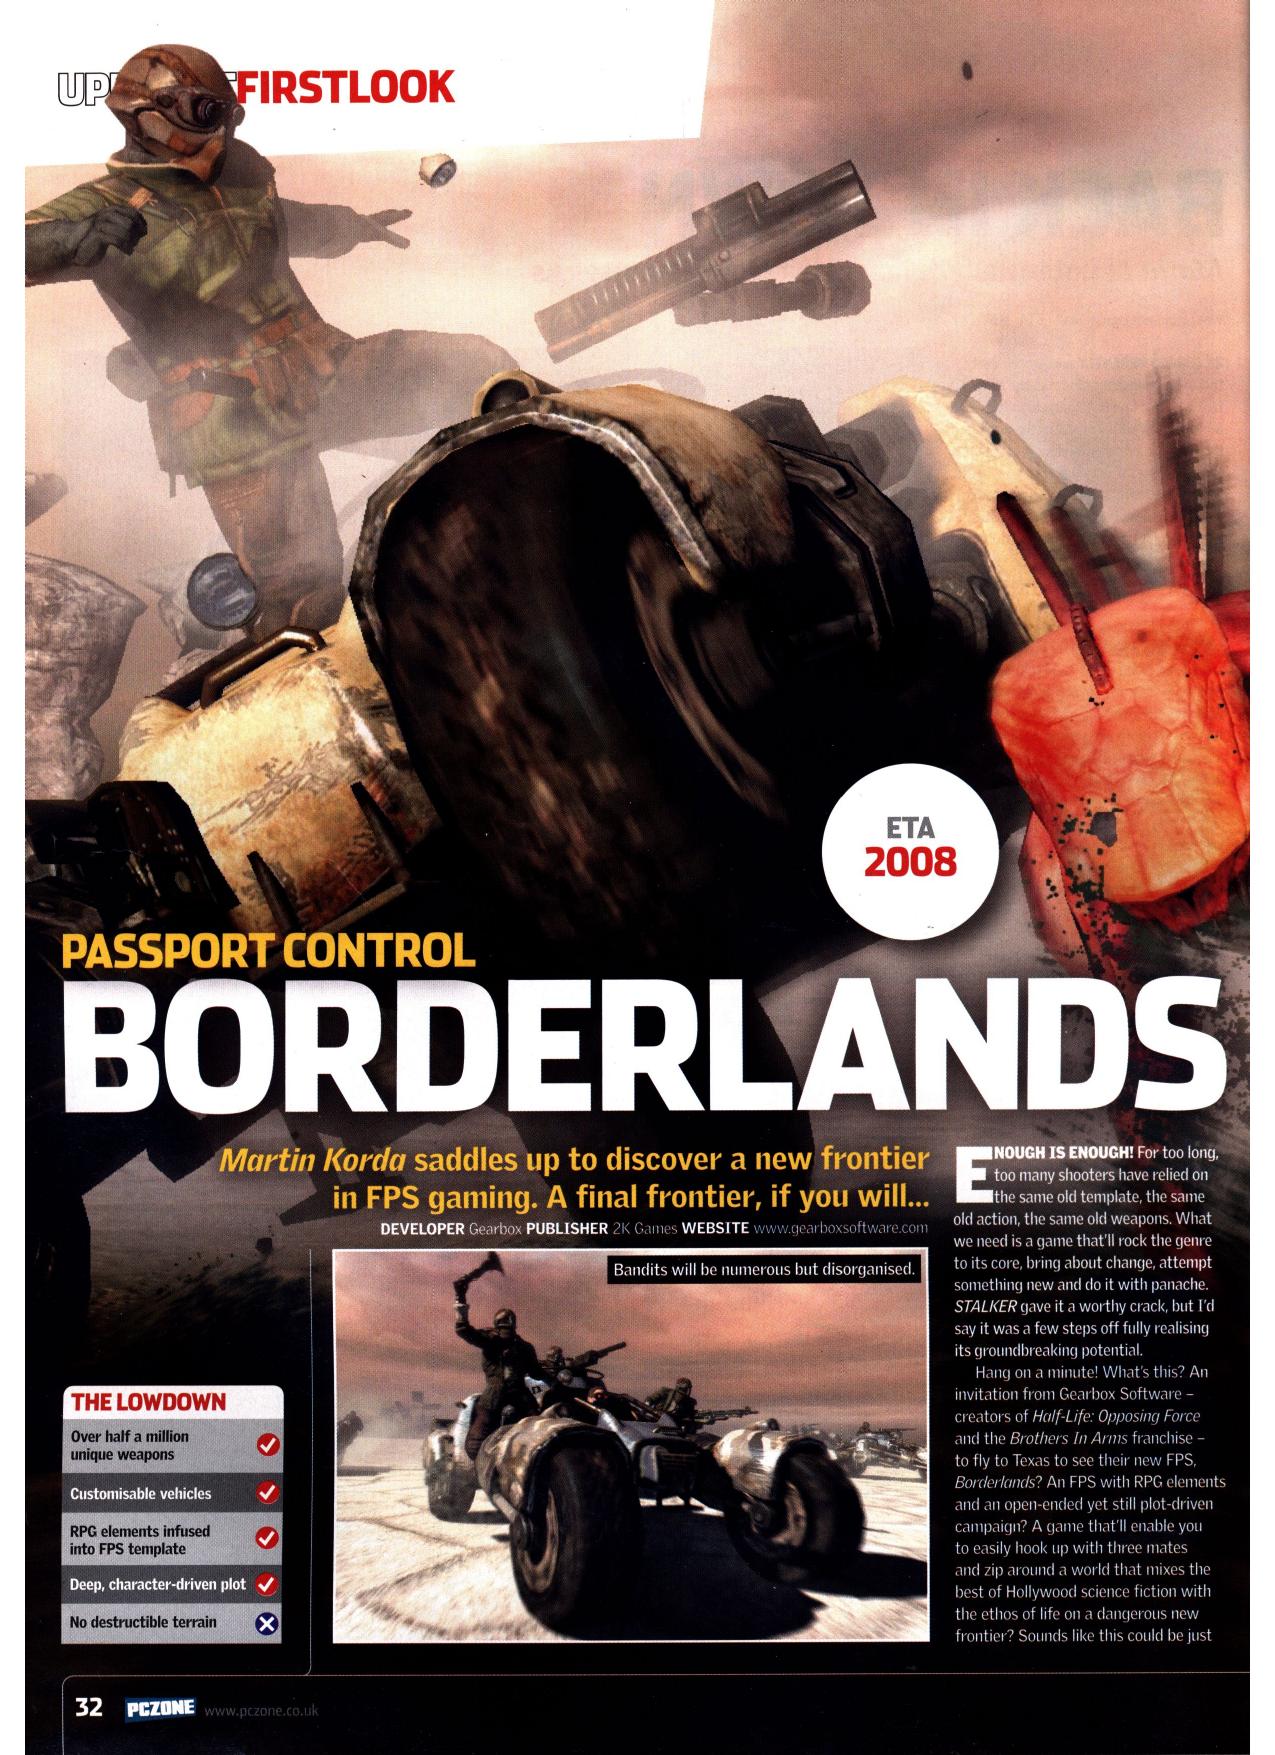 FIRSTLOOK
ETA
2008
PASSPORT CONTROL
BORDERLANDS
Martin Korda saddles up to discover a new frontier
in FPS gaming. A final frontier, if you will...
DEVELOPER Gearbox PUBLISHER 2K Games WEBSITE www.gearboxsoftware.com
Bandits will be numerous but disorganised.
THE LOWDOWN
Over half a million
unique weapons
Customisable vehicles
RPG elements infused
into FPS template
Deep, character-driven plot
No destructible terrain
ENOUGH IS ENOUGH! For too long,
too many shooters have relied on
the same old template, the same
old action, the same old weapons. What
we need is a game that'll rock the genre
to its core, bring about change, attempt
something new and do it with panache.
STALKER gave it a worthy crack, but I'd
say it was a few steps off fully realising
its groundbreaking potential.
Hang on a minute! What's this? An
invitation from Gearbox Software –
creators of Half-Life: Opposing Force
and the Brothers In Arms franchise –
to fly to Texas to see their new FPS,
Borderlands? An FPS with RPG elements
and an open-ended yet still plot-driven
campaign? A game that'll enable you
to easily hook up with three mates
and zip around a world that mixes the
best of Hollywood science fiction with
the ethos of life on a dangerous new
frontier? Sounds like this could be just
32 PCZONE www.pczone.co.uk